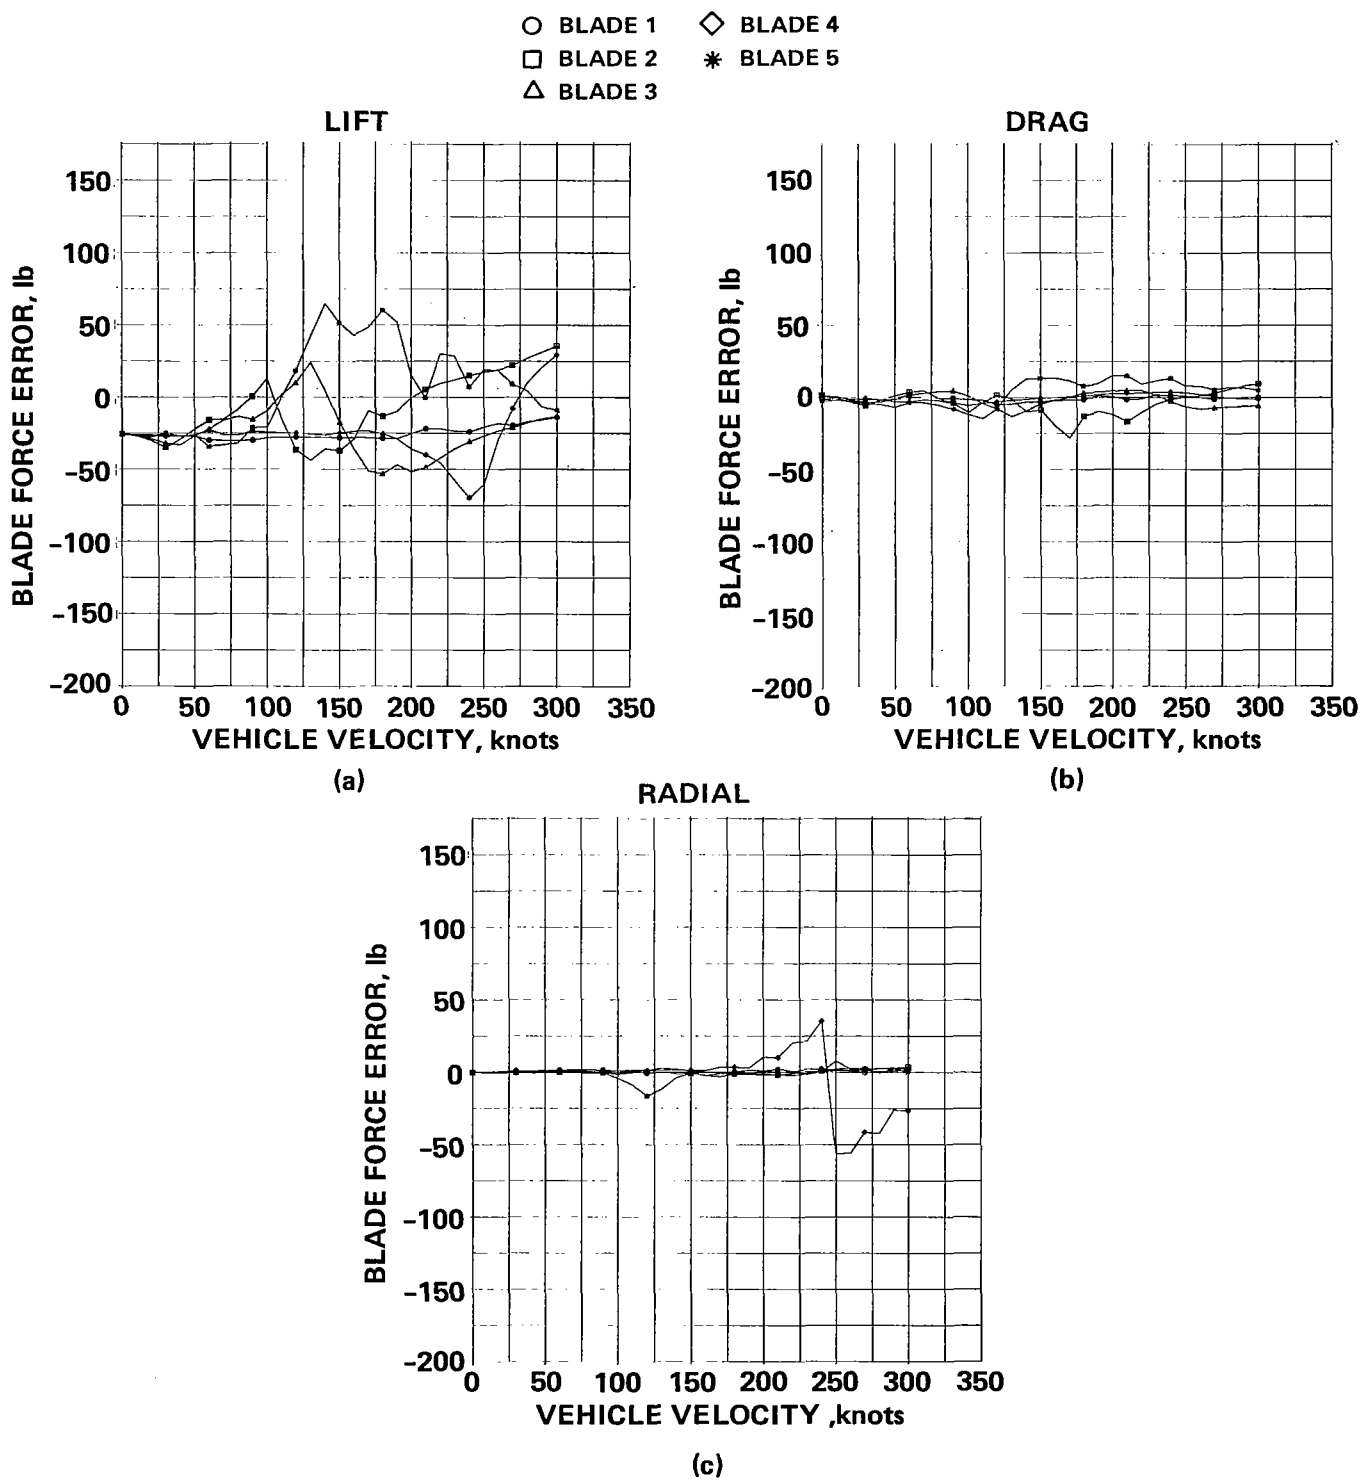 ○ BLADE 1 ◇ BLADE 4
□ BLADE 2 ✳ BLADE 5
△ BLADE 3
LIFT
150
100
50
0
-50
-100
-150
-200
BLADE FORCE ERROR, lb
0 50 100 150 200 250 300 350
VEHICLE VELOCITY, knots
(a)
DRAG
150
100
50
0
-50
-100
-150
-200
BLADE FORCE ERROR, lb
0 50 100 150 200 250 300 350
VEHICLE VELOCITY, knots
(b)
RADIAL
150
100
50
0
-50
-100
-150
-200
BLADE FORCE ERROR, lb
0 50 100 150 200 250 300 350
VEHICLE VELOCITY ,knots
(c)